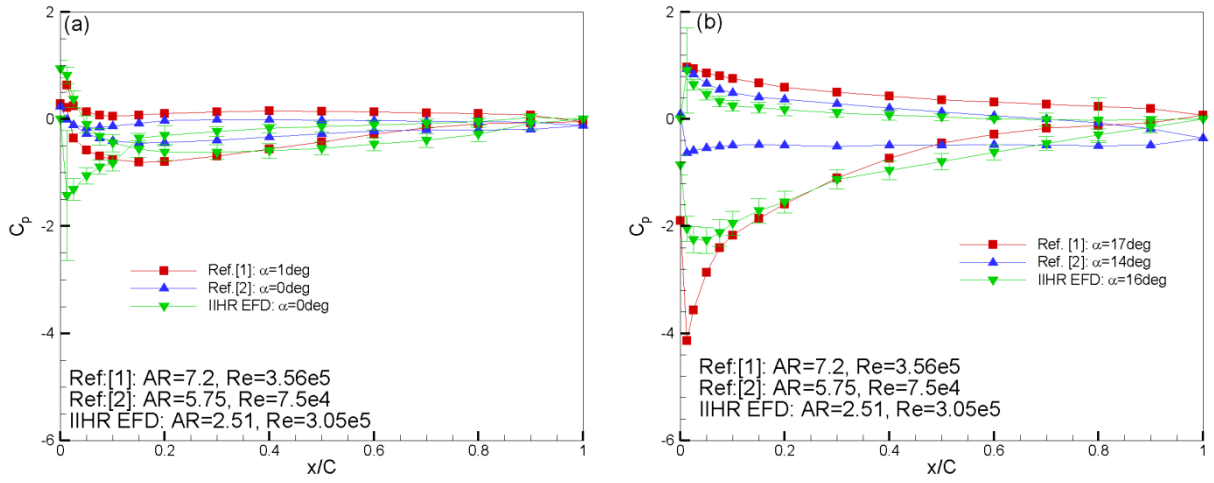 (a)
2
0
-2
-4
-6
Cp
Ref.[1]: α=1deg
Ref.[2]: α=0deg
IIHR EFD: α=0deg
Ref:[1]: AR=7.2, Re=3.56e5
Ref:[2]: AR=5.75, Re=7.5e4
IIHR EFD: AR=2.51, Re=3.05e5
0 0.2 0.4 0.6 0.8 1
x/C
(b)
2
0
-2
-4
-6
Cp
Ref. [1]: α=17deg
Ref. [2]: α=14deg
IIHR EFD: α=16deg
Ref:[1]: AR=7.2, Re=3.56e5
Ref:[2]: AR=5.75, Re=7.5e4
IIHR EFD: AR=2.51, Re=3.05e5
0 0.2 0.4 0.6 0.8 1
x/C